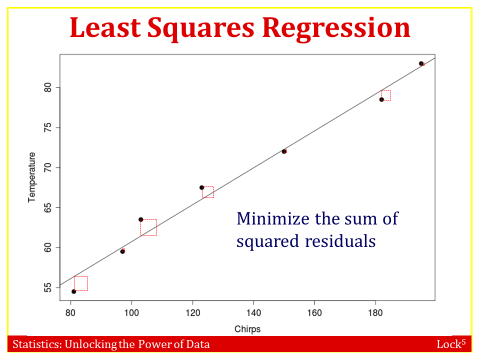 Least Squares Regression
80
75
70
65
60
55
Temperature
Minimize the sum of
squared residuals
80
100
120
140
160
180
Chirps
Statistics: Unlocking the Power of Data
Lock5